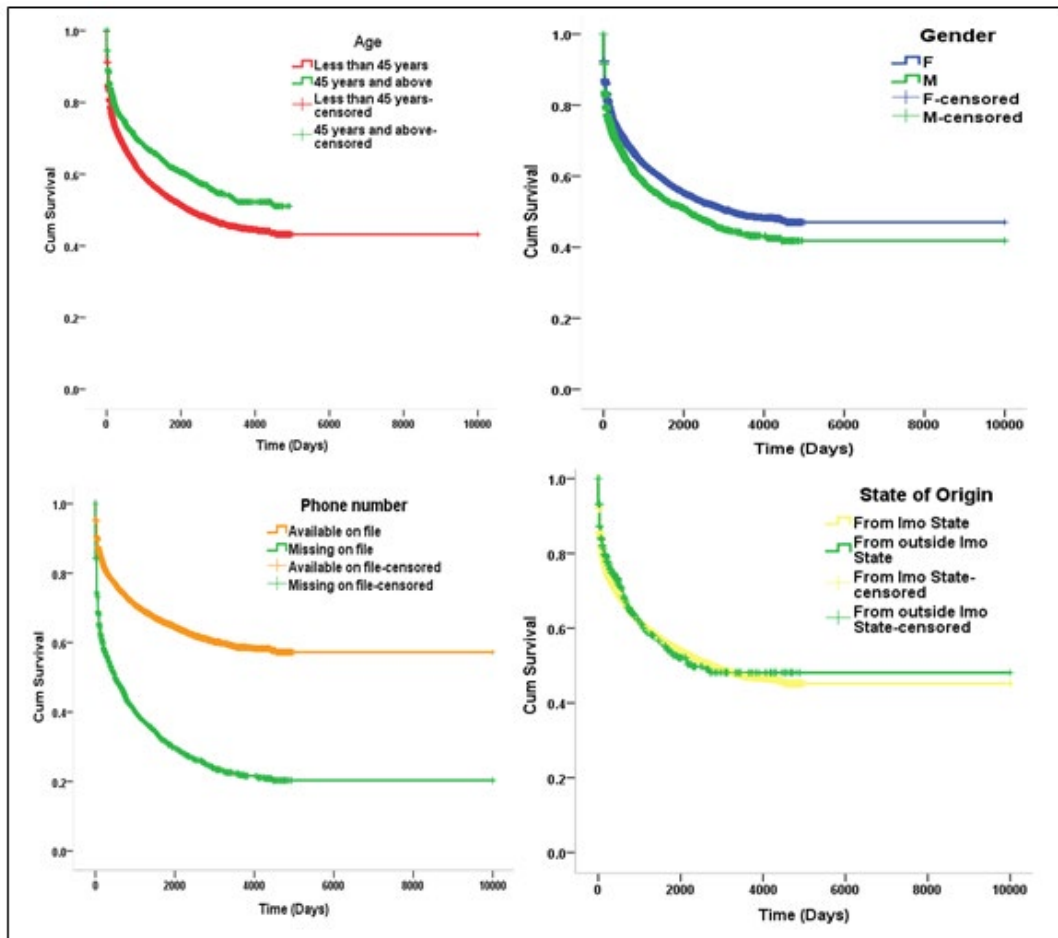 Age
Less than 45 years
45 years and above
Less than 45 years-
censored
45 years and above-
censored
1.0
0.8
0.6
0.4
0.2
0.0
Cum Survival
0
2000
4000
6000
8000
10000
Time (Days)
Gender
F
M
F-censored
M-censored
1.0
0.8
0.6
0.4
0.2
0.0
Cum Survival
0
2000
4000
6000
8000
10000
Time (Days)
Phone number
Available on file
Missing on file
Available on file-censored
Missing on file-censored
1.0
0.8
0.6
0.4
0.2
0.0
Cum Survival
0
2000
4000
6000
8000
10000
Time (Days)
State of Origin
From Imo State
From outside Imo
State
From Imo State-
censored
From outside Imo
State-censored
1.0
0.8
0.6
0.4
0.2
0.0
Cum Survival
0
2000
4000
6000
8000
10000
Time (Days)